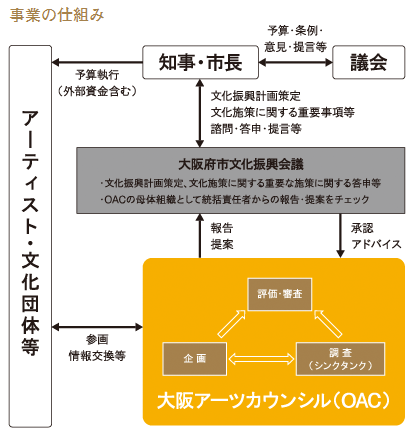 事業の仕組み
予算・条例・
意見・提言等
知事・市長
議会
予算執行
（外部資金含む）
文化振興計画策定
文化施策に関する重要事項等
諮問・答申・提言等
アーティスト・文化団体等
大阪府市文化振興会議
・文化振興計画策定、文化施策に関する重要な施策に関する答申等
・OACの母体組織として統括責任者からの報告・提案をチェック
報告
提案
承認
アドバイス
評価・審査
参画
情報交換等
企画
調査
（シンクタンク）
大阪アーツカウンシル（OAC）